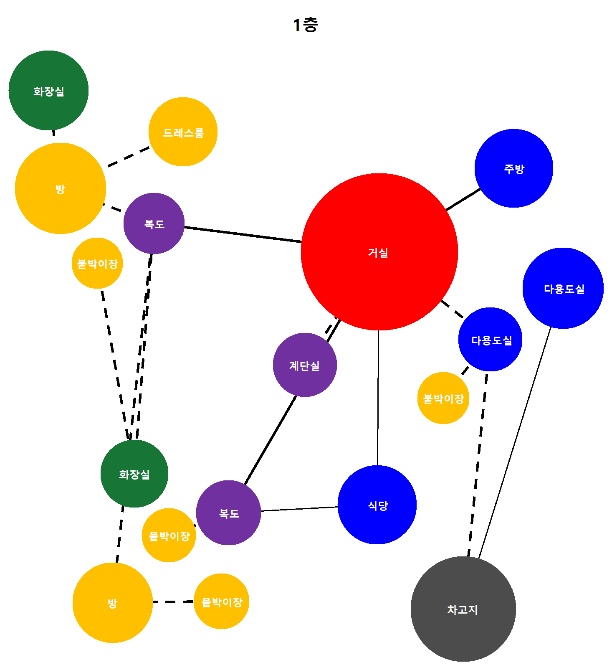 1층
화장실
드레스룸
주방
방
복도
거실
붙박이장
다용도실
다용도실
계단실
붙박이장
화장실
식당
복도
붙박이장
방
붙박이장
차고지